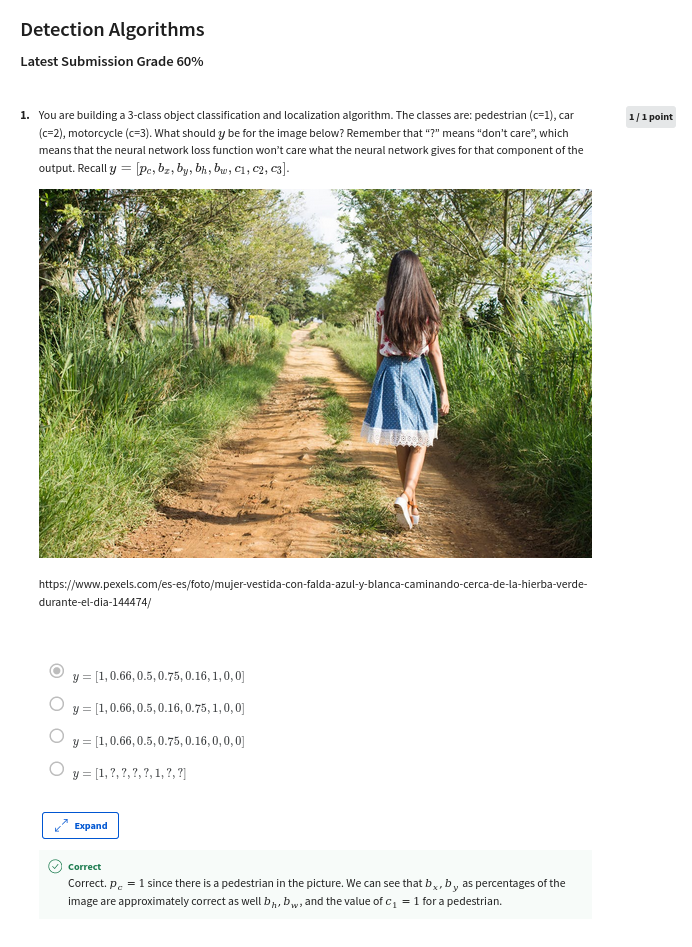 Detection Algorithms
Latest Submission Grade 60%
1. You are building a 3-class object classification and localization algorithm. The classes are: pedestrian (c=1), car
1 / 1 point
(c=2), motorcycle (c=3). What should y be for the image below? Remember that “?” means “don’t care”, which
means that the neural network loss function won’t care what the neural network gives for that component of the
output. Recall y = [p_c, b_x, b_y, b_h, b_w, c_1, c_2, c_3].
https://www.pexels.com/es-es/foto/mujer-vestida-con-falda-azul-y-blanca-caminando-cerca-de-la-hierba-verde-
durante-el-dia-144474/
y = [1, 0.66, 0.5, 0.75, 0.16, 1, 0, 0]
y = [1, 0.66, 0.5, 0.16, 0.75, 1, 0, 0]
y = [1, 0.66, 0.5, 0.75, 0.16, 0, 0, 0]
y = [1, ?, ?, ?, ?, 1, ?, ?]
Expand
Correct
Correct. p_c = 1 since there is a pedestrian in the picture. We can see that b_x, b_y as percentages of the
image are approximately correct as well b_h, b_w, and the value of c_1 = 1 for a pedestrian.